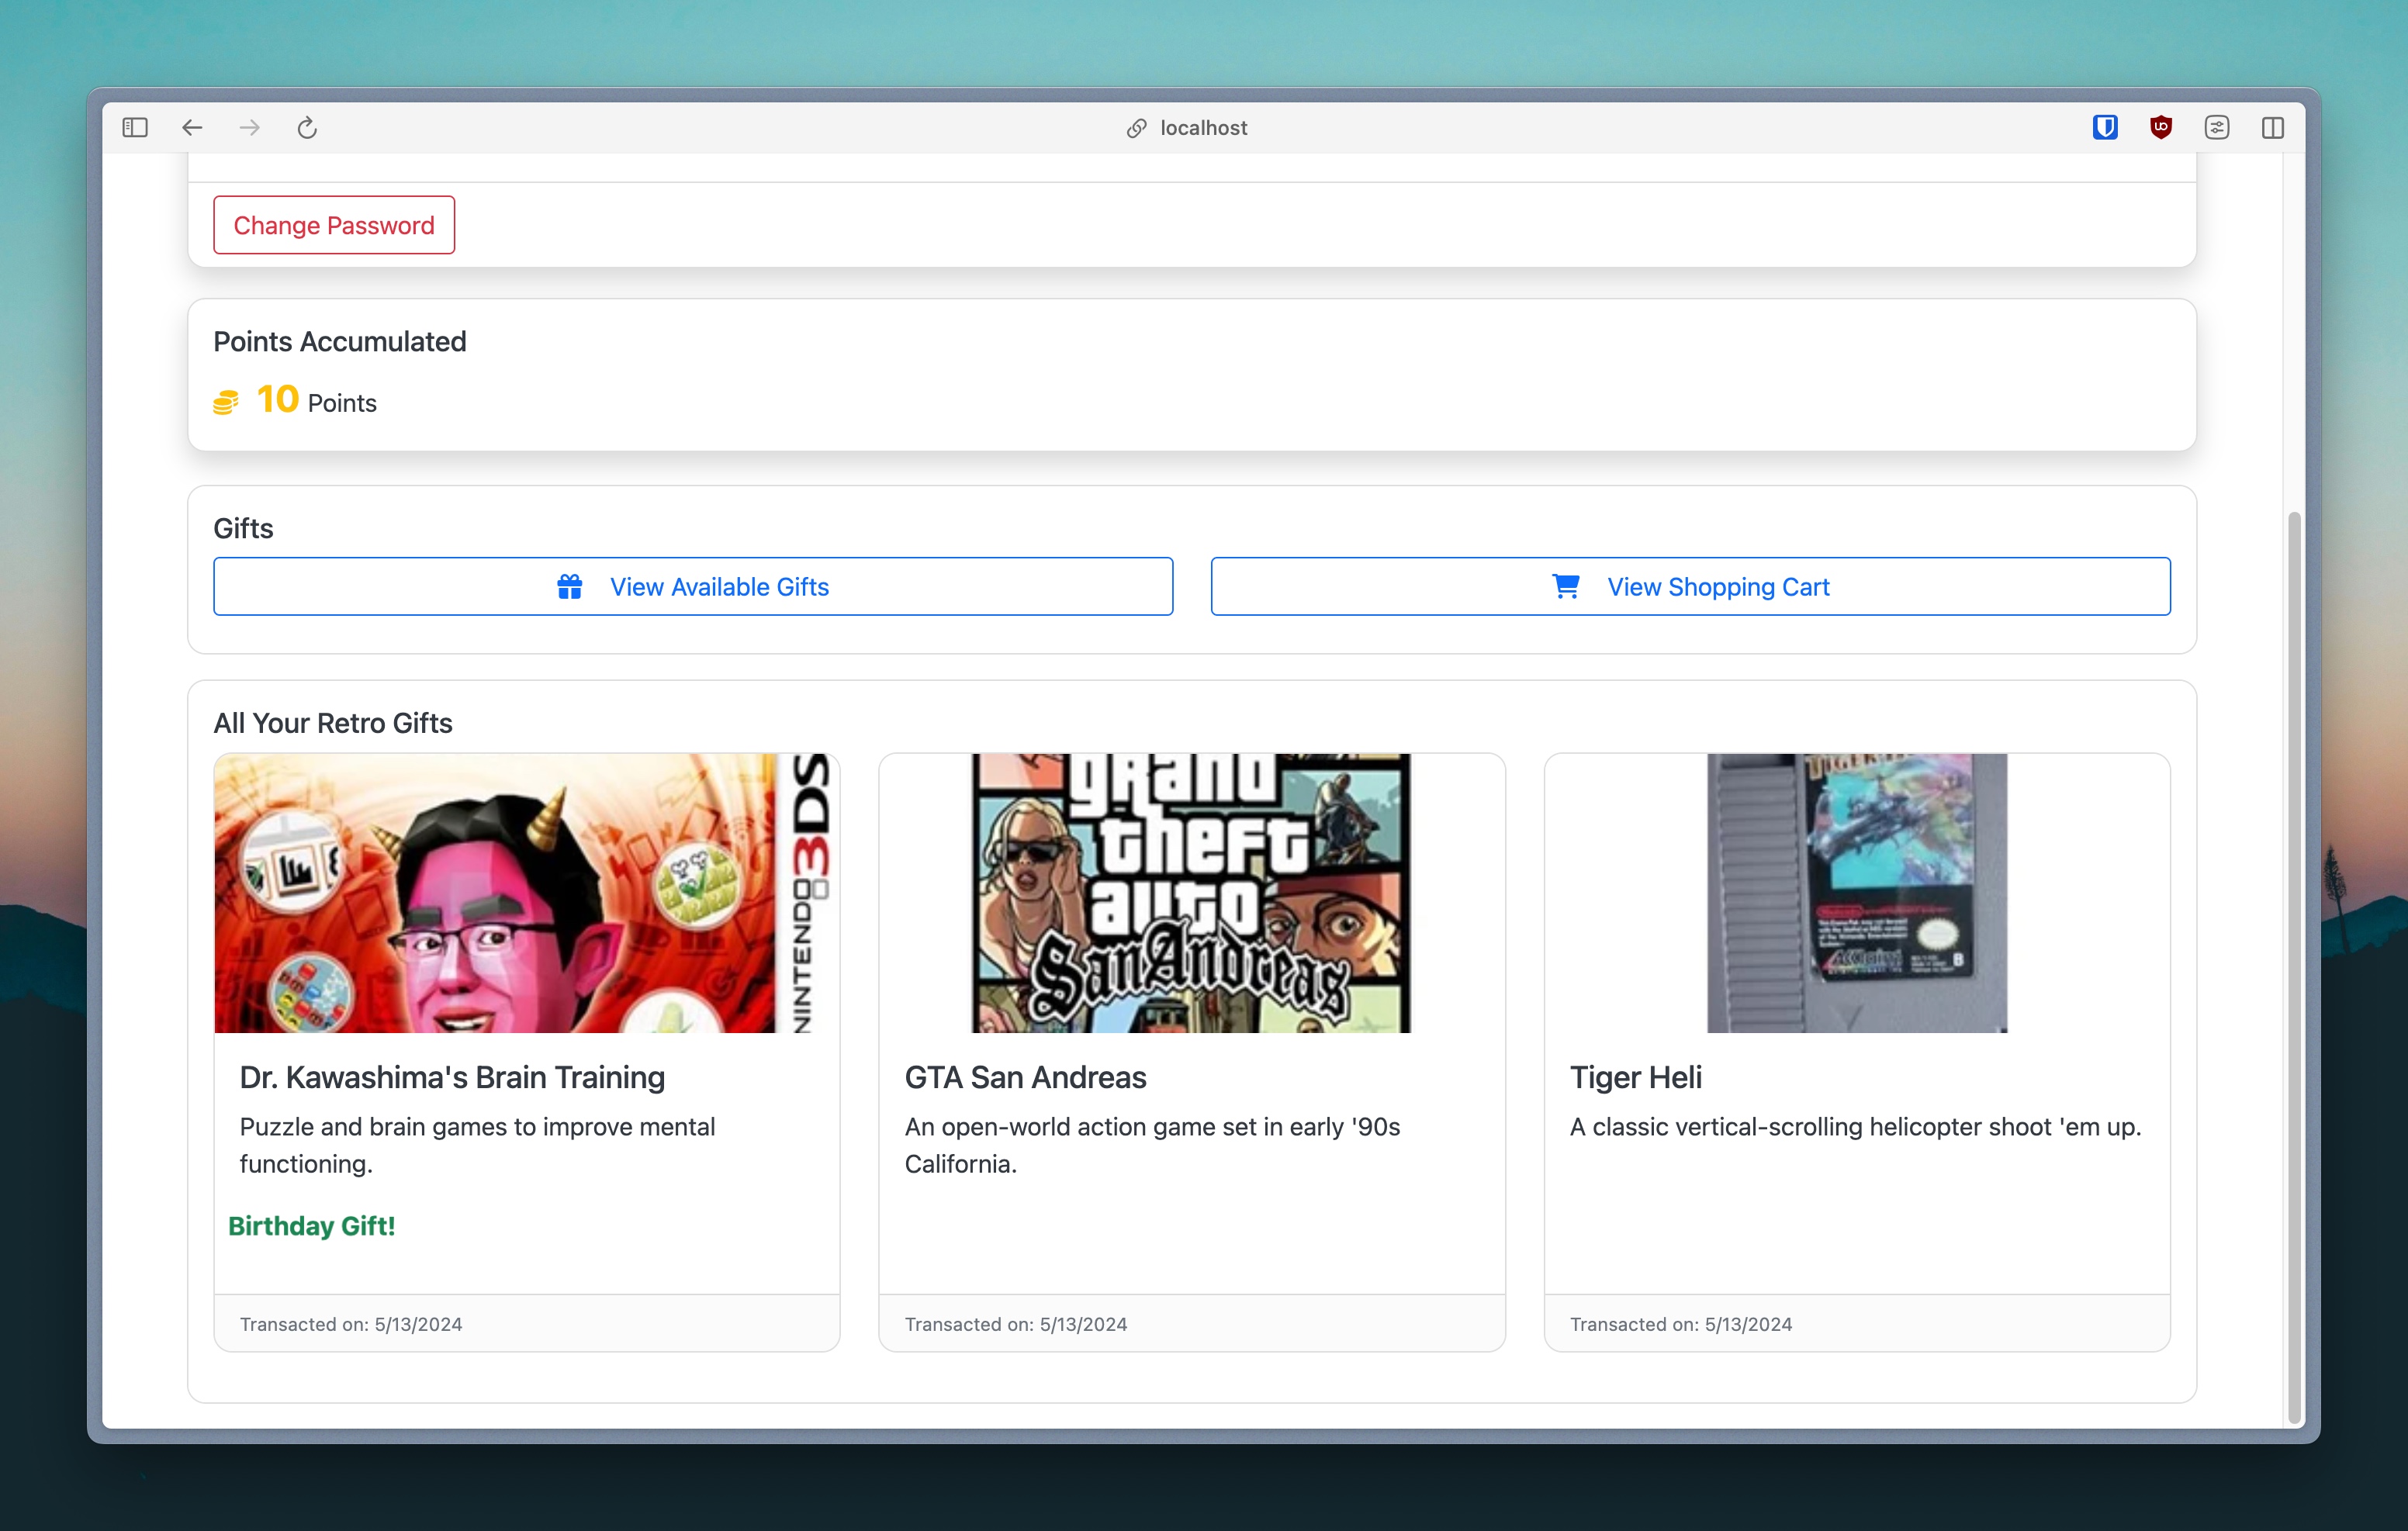 localhost
Change Password
Points Accumulated
10 Points
Gifts
View Available Gifts
View Shopping Cart
All Your Retro Gifts
NINTENDO 3DS
grand
theft
auto
San Andreas
Nintendo
Acclaim
Dr. Kawashima's Brain Training
Puzzle and brain games to improve mental
functioning.
Birthday Gift!
Transacted on: 5/13/2024
GTA San Andreas
An open-world action game set in early '90s
California.
Transacted on: 5/13/2024
Tiger Heli
A classic vertical-scrolling helicopter shoot 'em up.
Transacted on: 5/13/2024